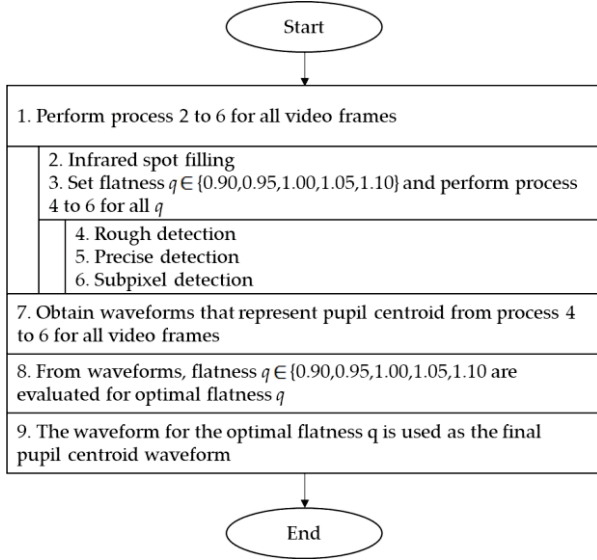 Start
1. Perform process 2 to 6 for all video frames
2. Infrared spot filling
3. Set flatness q ∈ {0.90,0.95,1.00,1.05,1.10} and perform process
4 to 6 for all q
4. Rough detection
5. Precise detection
6. Subpixel detection
7. Obtain waveforms that represent pupil centroid from process 4
to 6 for all video frames
8. From waveforms, flatness q ∈ {0.90,0.95,1.00,1.05,1.10 are
evaluated for optimal flatness q
9. The waveform for the optimal flatness q is used as the final
pupil centroid waveform
End